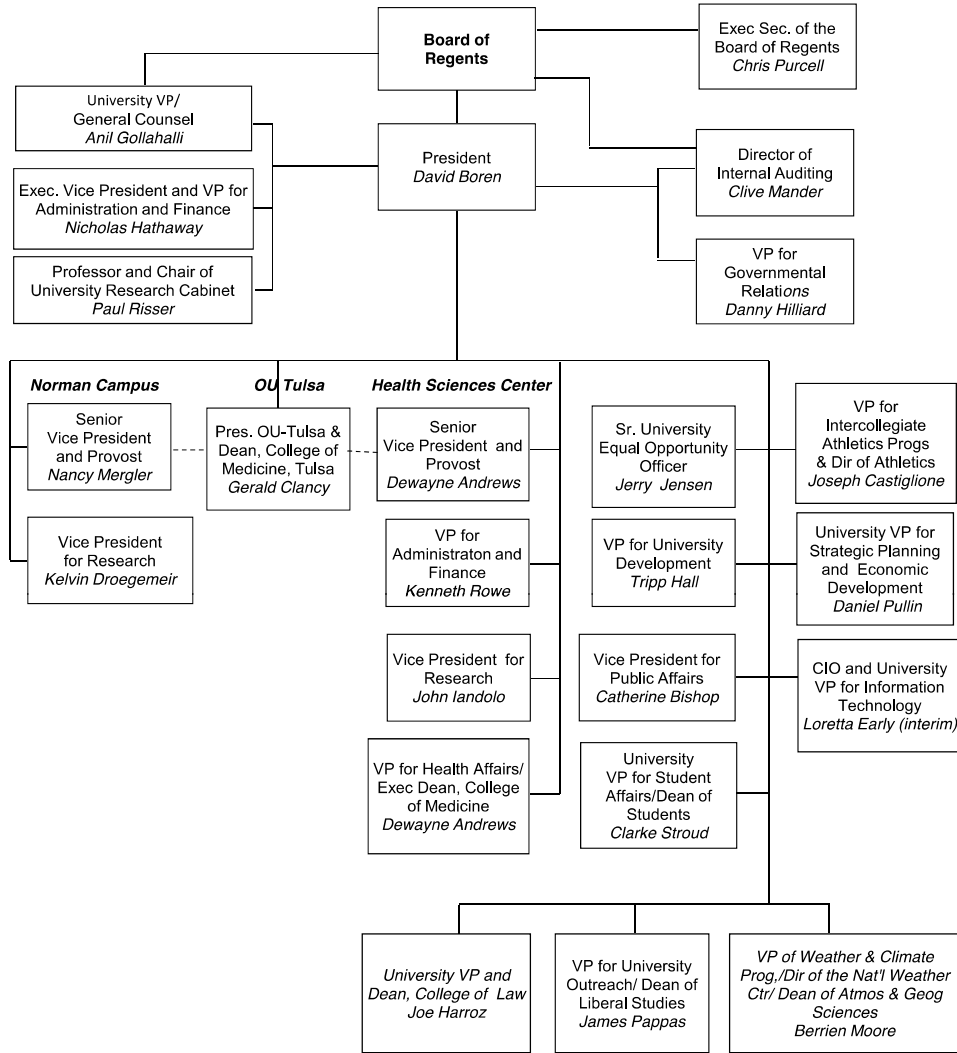 Board of
Regents
Exec Sec. of the
Board of Regents
Chris Purcell
University VP/
General Counsel
Anil Gollahalli
President
David Boren
Director of
Internal Auditing
Clive Mander
Exec. Vice President and VP for
Administration and Finance
Nicholas Hathaway
VP for
Governmental
Relations
Danny Hilliard
Professor and Chair of
University Research Cabinet
Paul Risser
Norman Campus
OU Tulsa
Health Sciences Center
Senior
Vice President
and Provost
Nancy Mergler
Pres. OU-Tulsa &
Dean, College of
Medicine, Tulsa
Gerald Clancy
Senior
Vice President and
Provost
Dewayne Andrews
Sr. University
Equal Opportunity
Officer
Jerry Jensen
VP for
Intercollegiate
Athletics Progs
& Dir of Athletics
Joseph Castiglione
Vice President
for Research
Kelvin Droegemeir
VP for
Administraton and
Finance
Kenneth Rowe
VP for University
Development
Tripp Hall
University VP for
Strategic Planning
and Economic
Development
Daniel Pullin
Vice President for
Research
John Iandolo
Vice President for
Public Affairs
Catherine Bishop
CIO and University
VP for Information
Technology
Loretta Early (interim)
VP for Health Affairs/
Exec Dean, College
of Medicine
Dewayne Andrews
University
VP for Student
Affairs/Dean of
Students
Clarke Stroud
University VP and
Dean, College of Law
Joe Harroz
VP for University
Outreach/ Dean of
Liberal Studies
James Pappas
VP of Weather & Climate
Prog,/Dir of the Nat'l Weather
Ctr/ Dean of Atmos & Geog
Sciences
Berrien Moore